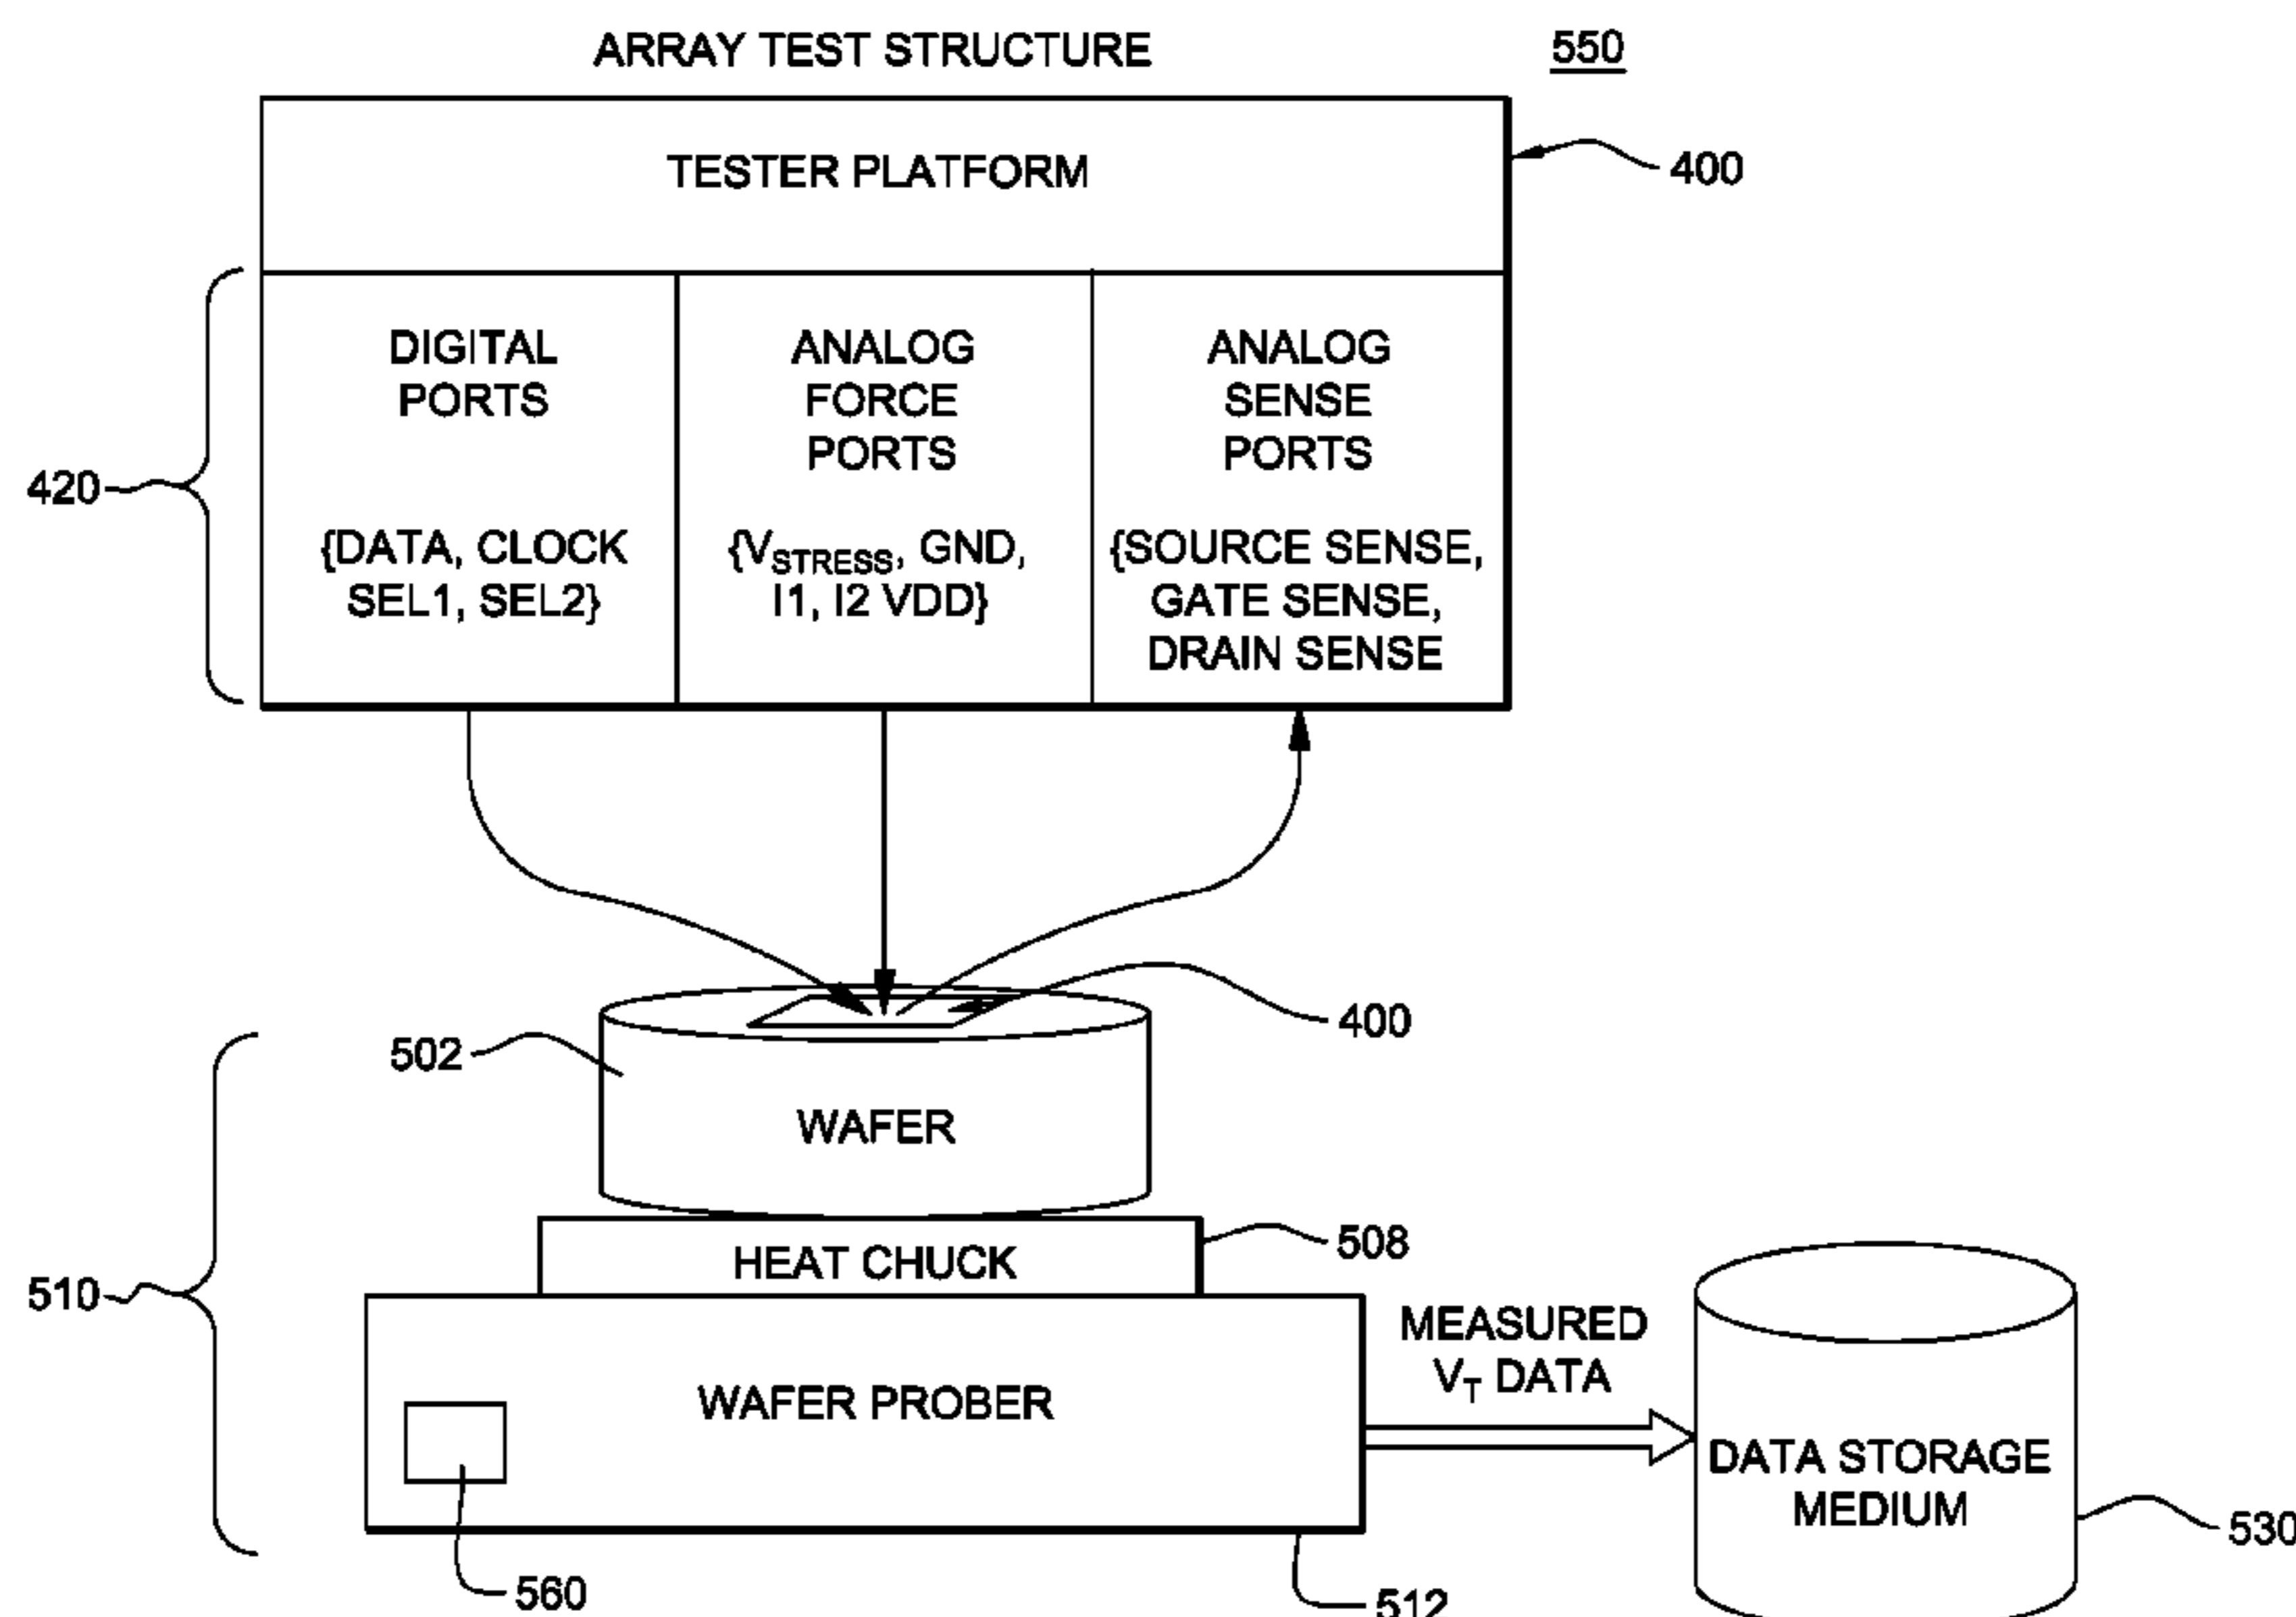 ARRAY TEST STRUCTURE
550
TESTER PLATFORM
400
420
DIGITAL
PORTS
{DATA, CLOCK
SEL1, SEL2}
ANALOG
FORCE
PORTS
{VSTRESS, GND,
I1, I2 VDD}
ANALOG
SENSE
PORTS
{SOURCE SENSE,
GATE SENSE,
DRAIN SENSE
400
502
WAFER
510
HEAT CHUCK
508
WAFER PROBER
560
512
MEASURED
VT DATA
DATA STORAGE
MEDIUM
530